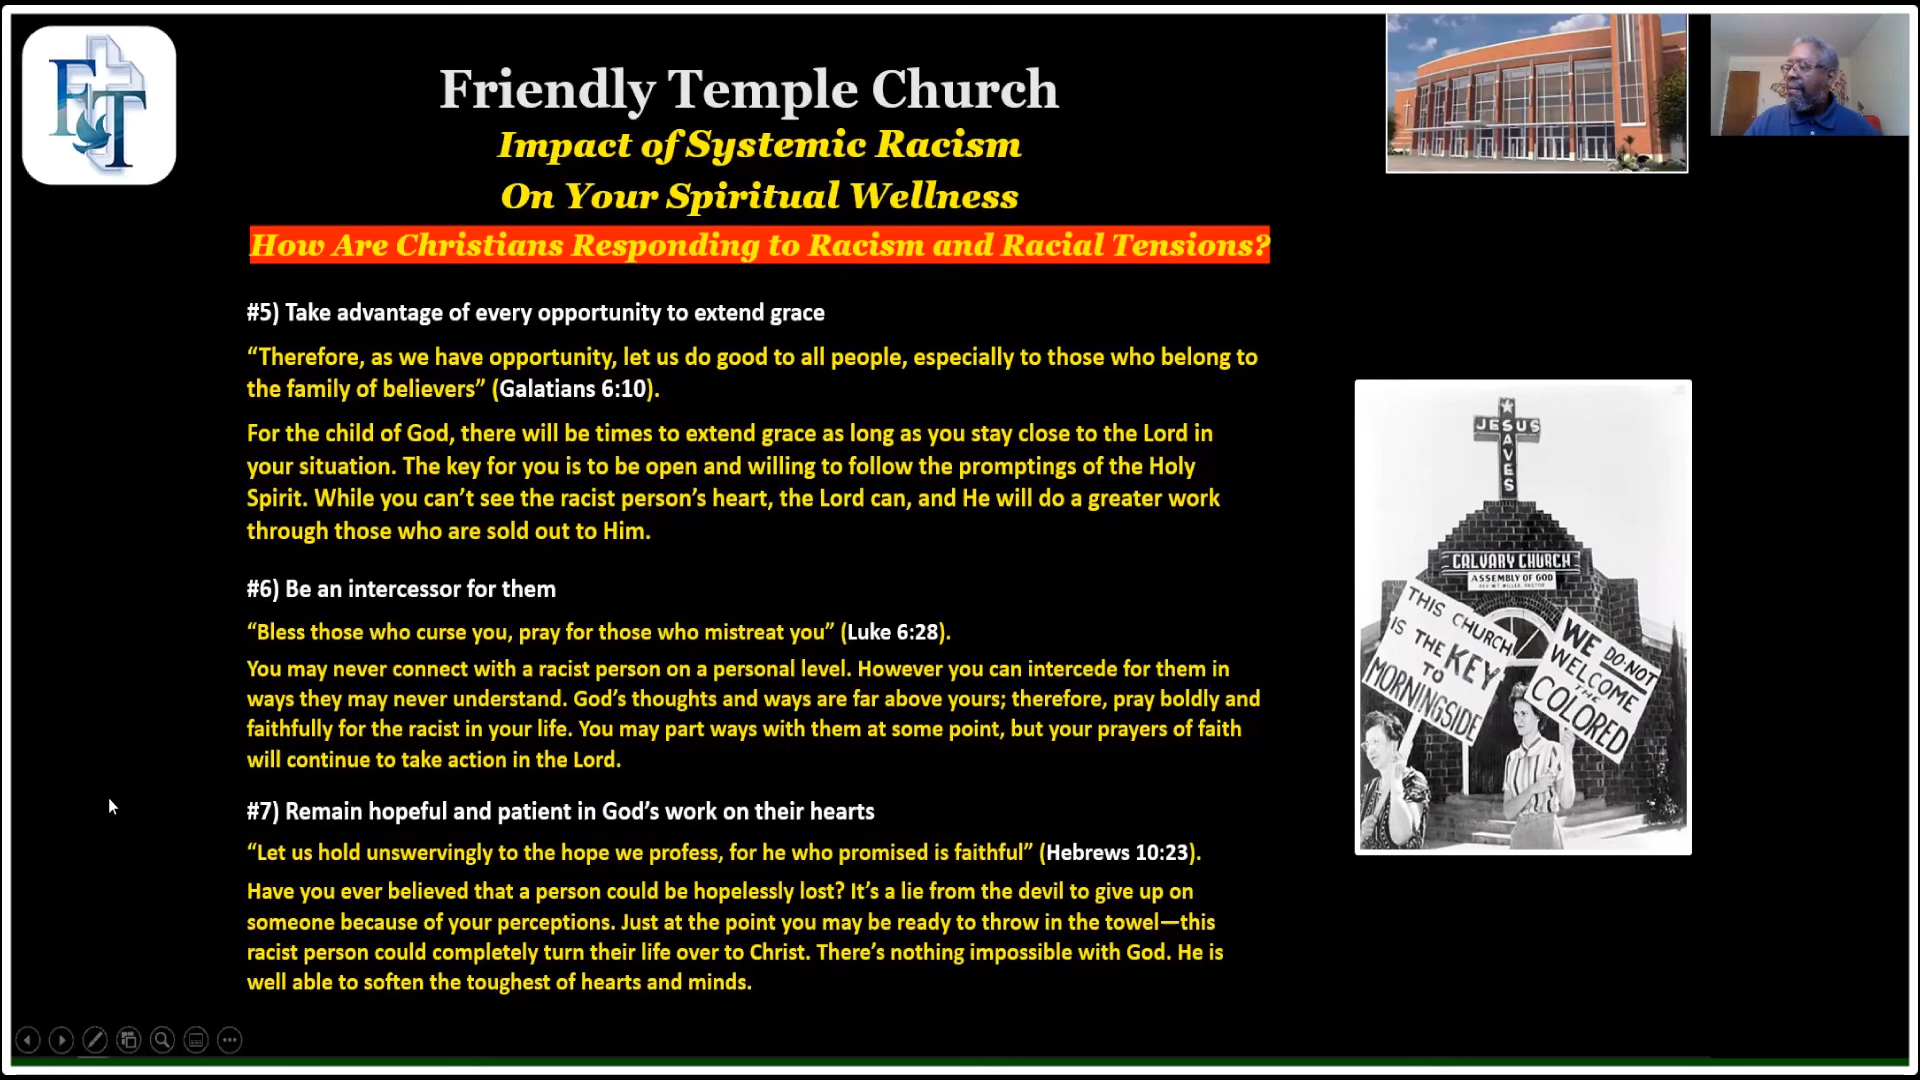 FT
Friendly Temple Church
Impact of Systemic Racism
On Your Spiritual Wellness
How Are Christians Responding to Racism and Racial Tensions?
#5) Take advantage of every opportunity to extend grace
“Therefore, as we have opportunity, let us do good to all people, especially to those who belong to
the family of believers” (Galatians 6:10).
For the child of God, there will be times to extend grace as long as you stay close to the Lord in
your situation. The key for you is to be open and willing to follow the promptings of the Holy
Spirit. While you can’t see the racist person’s heart, the Lord can, and He will do a greater work
through those who are sold out to Him.
#6) Be an intercessor for them
“Bless those who curse you, pray for those who mistreat you” (Luke 6:28).
You may never connect with a racist person on a personal level. However you can intercede for them in
ways they may never understand. God’s thoughts and ways are far above yours; therefore, pray boldly and
faithfully for the racist in your life. You may part ways with them at some point, but your prayers of faith
will continue to take action in the Lord.
#7) Remain hopeful and patient in God’s work on their hearts
“Let us hold unswervingly to the hope we profess, for he who promised is faithful” (Hebrews 10:23).
Have you ever believed that a person could be hopelessly lost? It’s a lie from the devil to give up on
someone because of your perceptions. Just at the point you may be ready to throw in the towel—this
racist person could completely turn their life over to Christ. There’s nothing impossible with God. He is
well able to soften the toughest of hearts and minds.
JESUS
SAVES
CALVARY CHURCH
ASSEMBLY OF GOD
THIS CHURCH
IS THE KEY
TO
MORNINGSIDE
WE DO NOT
WELCOME
THE
COLORED